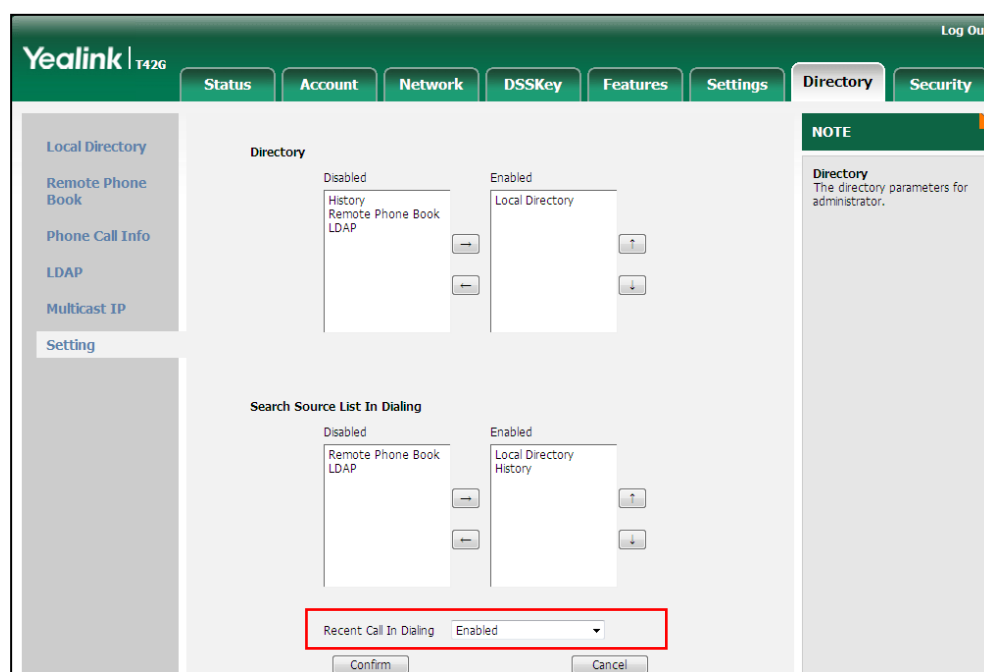 Log Ou
Yealink | T42G
Status Account Network DSSKey Features Settings Directory Security
Local Directory
Remote Phone
Book
Phone Call Info
LDAP
Multicast IP
Setting
Directory
Disabled Enabled
History Local Directory
Remote Phone Book
LDAP
→ ↑
← ↓
Search Source List In Dialing
Disabled Enabled
Remote Phone Book Local Directory
LDAP History
→ ↑
← ↓
Recent Call In Dialing Enabled
Confirm Cancel
NOTE
Directory
The directory parameters for
administrator.